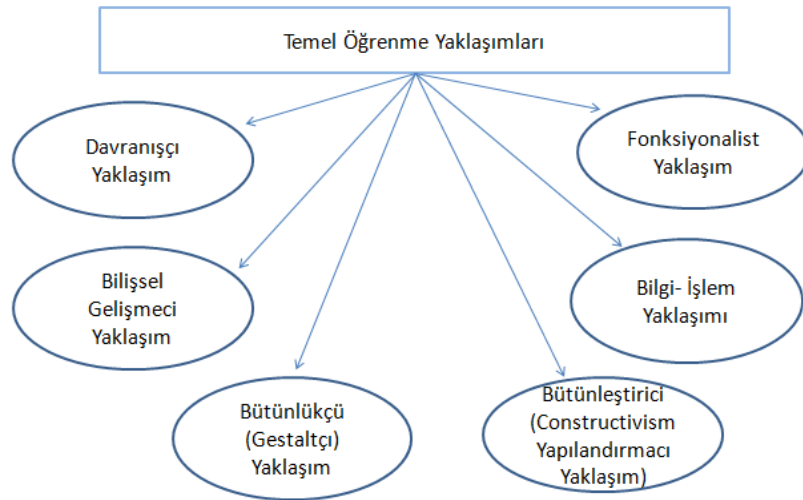 Temel Öğrenme Yaklaşımları
Davranışçı
Yaklaşım
Fonksiyonalist
Yaklaşım
Bilişsel
Gelişmeci
Yaklaşım
Bilgi- İşlem
Yaklaşımı
Bütünlükçü
(Gestaltçı)
Yaklaşım
Bütünleştirici
(Constructivism
Yapılandırmacı
Yaklaşım)